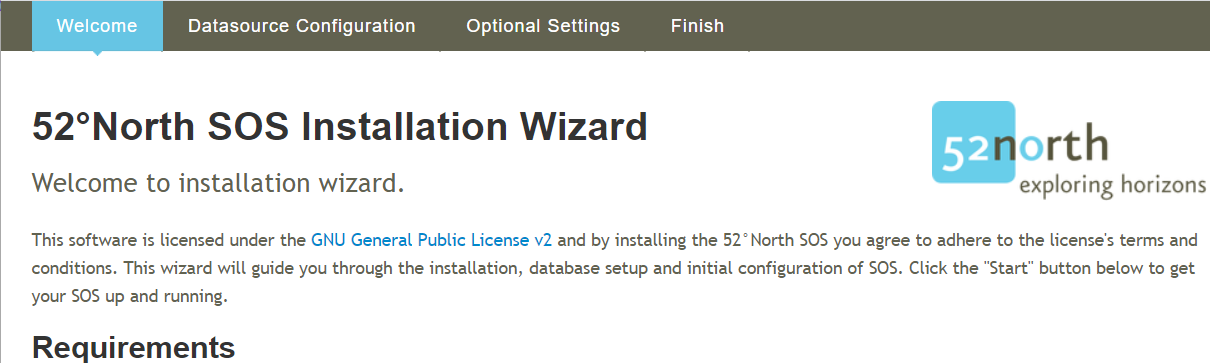 Welcome Datasource Configuration Optional Settings Finish
52°North SOS Installation Wizard
52north
exploring horizons
Welcome to installation wizard.
This software is licensed under the GNU General Public License v2 and by installing the 52°North SOS you agree to adhere to the license's terms and
conditions. This wizard will guide you through the installation, database setup and initial configuration of SOS. Click the "Start" button below to get
your SOS up and running.
Requirements